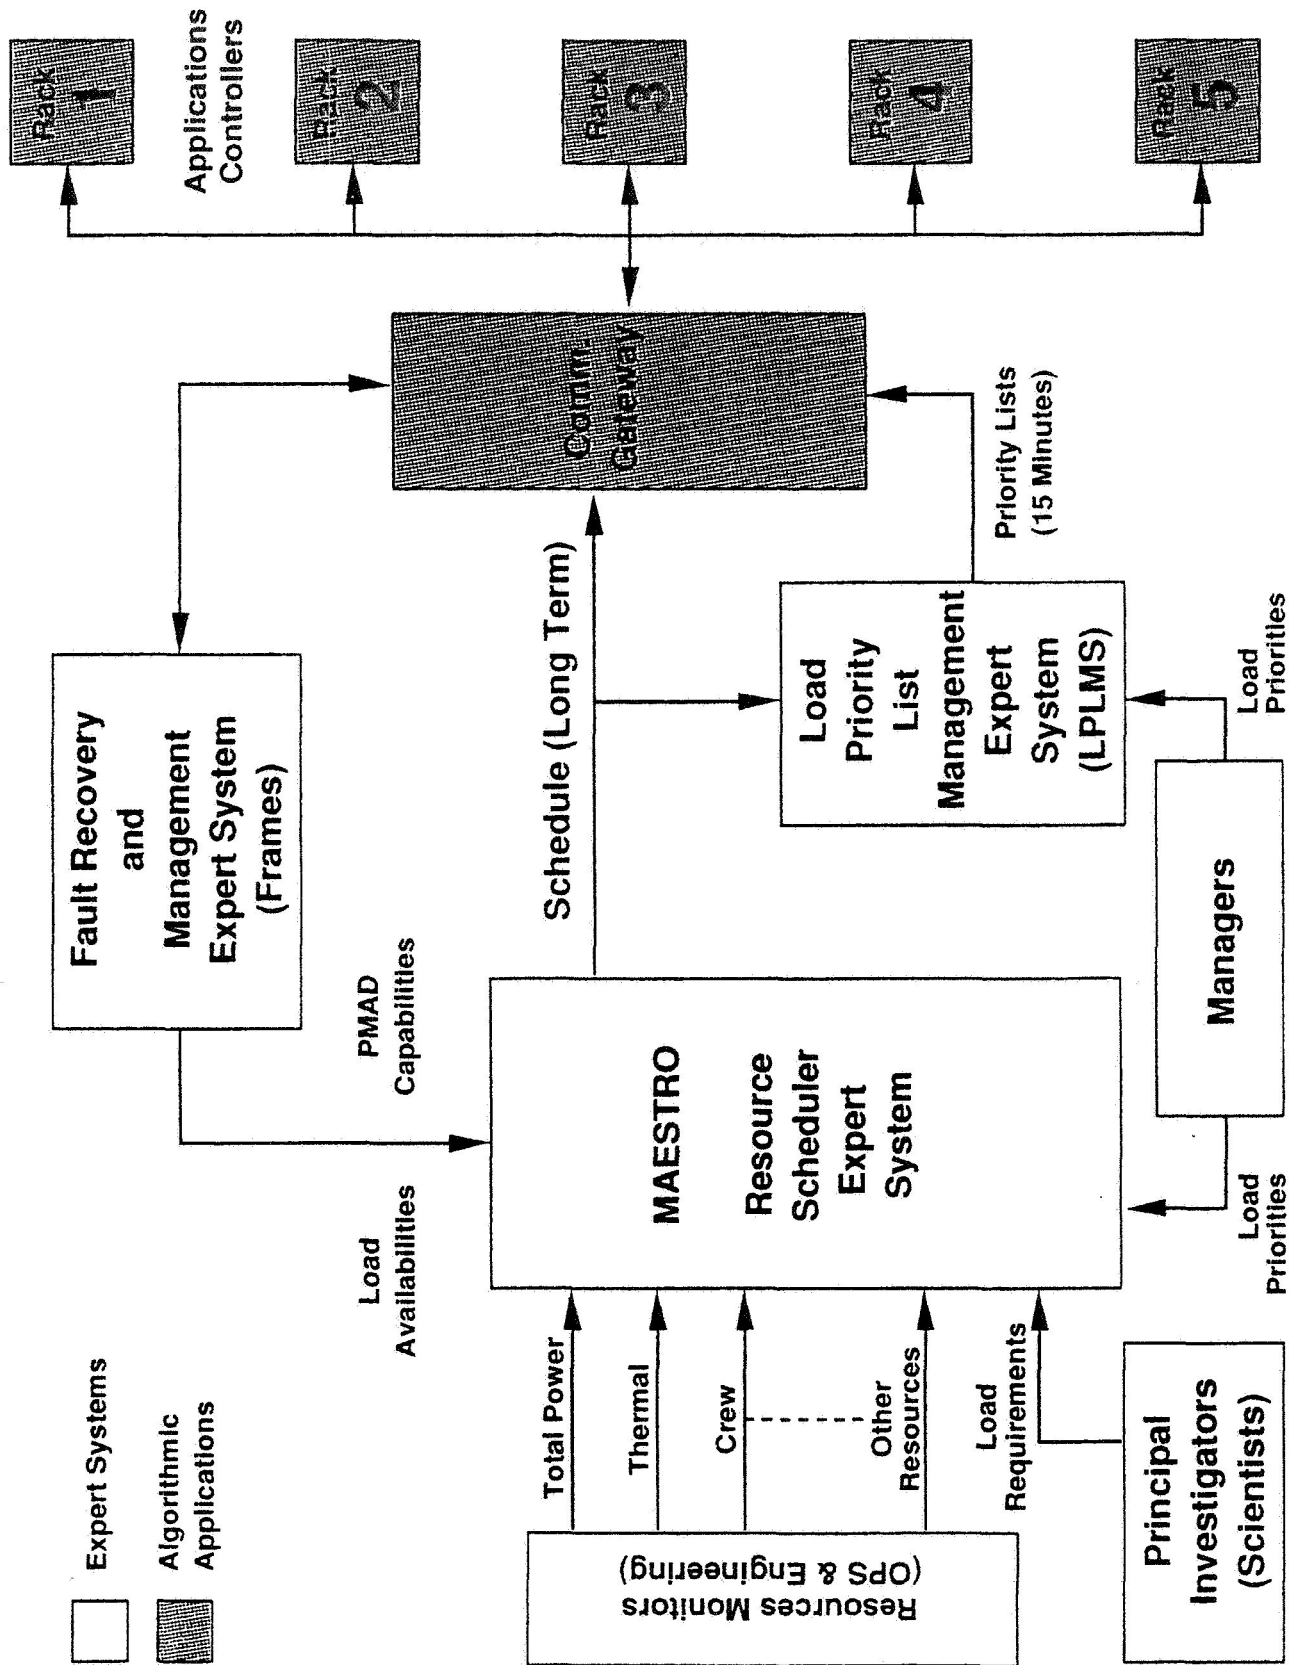 Expert Systems
Algorithmic
Applications
Resources Monitors
(OPS & Engineering)
Total Power
Thermal
Crew
Other
Resources
Load
Requirements
Principal
Investigators
(Scientists)
Load
Availabilities
PMAD
Capabilities
MAESTRO
Resource
Scheduler
Expert
System
Load
Priorities
Managers
Load
Priorities
Fault Recovery
and
Management
Expert System
(Frames)
Schedule (Long Term)
Load
Priority
List
Management
Expert
System
(LPLMS)
Priority Lists
(15 Minutes)
Comm.
Gateway
Applications
Controllers
Rack
1
Rack
2
Rack
3
Rack
4
Rack
5